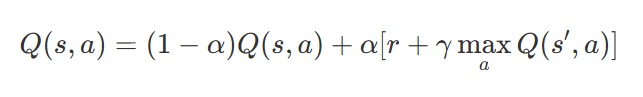 Q(s, a) = (1 − α)Q(s, a) + α[r + γ max_a Q(s′, a)]